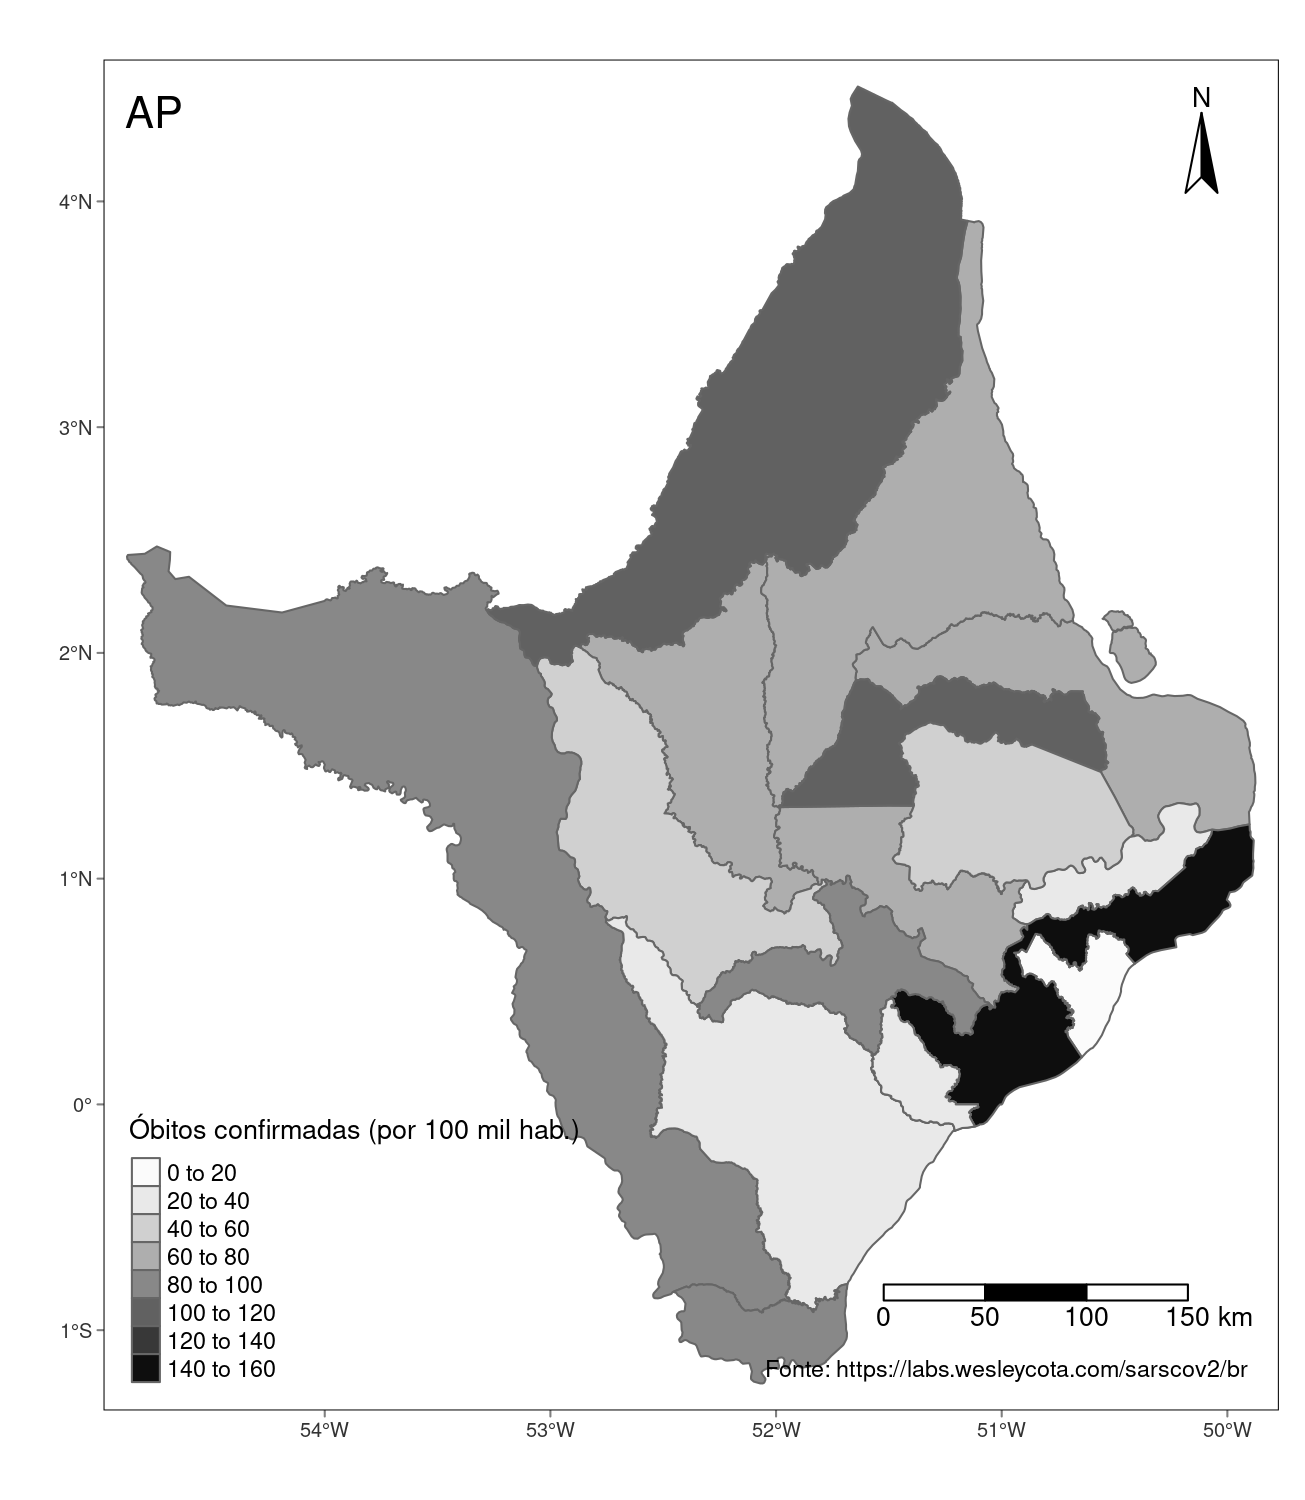 AP
N
4°N
3°N
2°N
1°N
0°
1°S
Óbitos confirmadas (por 100 mil hab.)
0 to 20
20 to 40
40 to 60
60 to 80
80 to 100
100 to 120
120 to 140
140 to 160
0 50 100 150 km
Fonte: https://labs.wesleycota.com/sarscov2/br
54°W 53°W 52°W 51°W 50°W